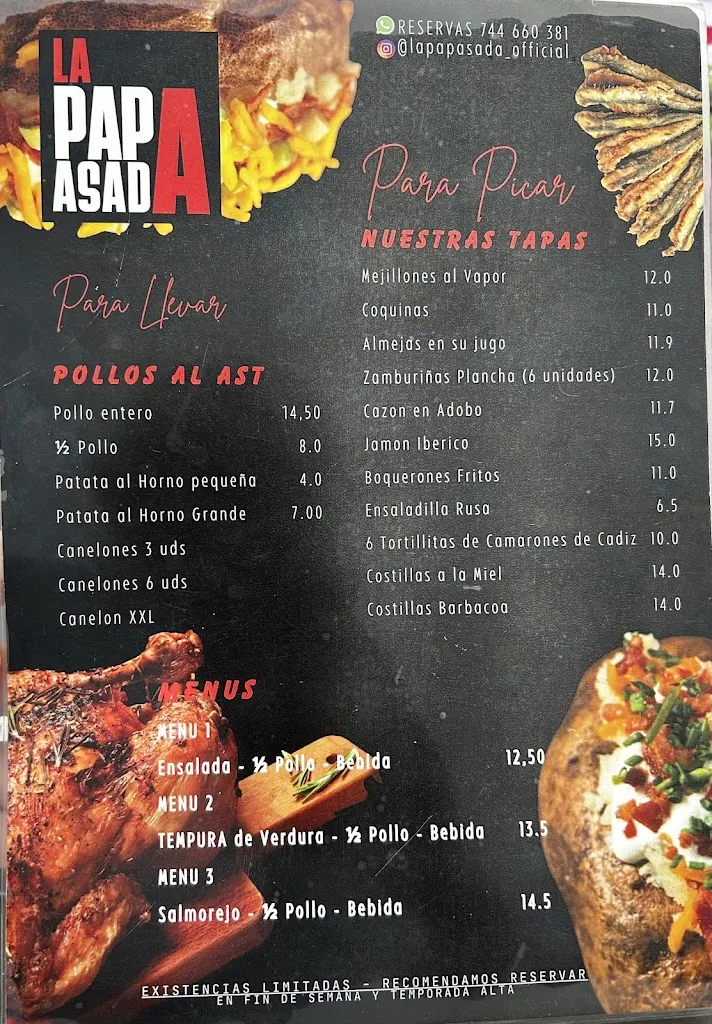 LA
PAPA
ASADA
RESERVAS 744 660 381
@lapapasada_official
Para Llevar
POLLOS AL AST
Pollo entero 14,50
½ Pollo 8.0
Patata al Horno pequeña 4.0
Patata al Horno Grande 7.00
Canelones 3 uds
Canelones 6 uds
Canelon XXL
Para Picar
NUESTRAS TAPAS
Mejillones al Vapor 12.0
Coquinas 11.0
Almejas en su jugo 11.9
Zamburiñas Plancha (6 unidades) 12.0
Cazon en Adobo 11.7
Jamon Iberico 15.0
Boquerones Fritos 11.0
Ensaladilla Rusa 6.5
6 Tortillitas de Camarones de Cadiz 10.0
Costillas a la Miel 14.0
Costillas Barbacoa 14.0
MENUS
MENU 1
Ensalada - ½ Pollo - Bebida 12,50
MENU 2
TEMPURA de Verdura - ½ Pollo - Bebida 13.5
MENU 3
Salmorejo - ½ Pollo - Bebida 14.5
EXISTENCIAS LIMITADAS - RECOMENDAMOS RESERVAR
EN FIN DE SEMANA Y TEMPORADA ALTA